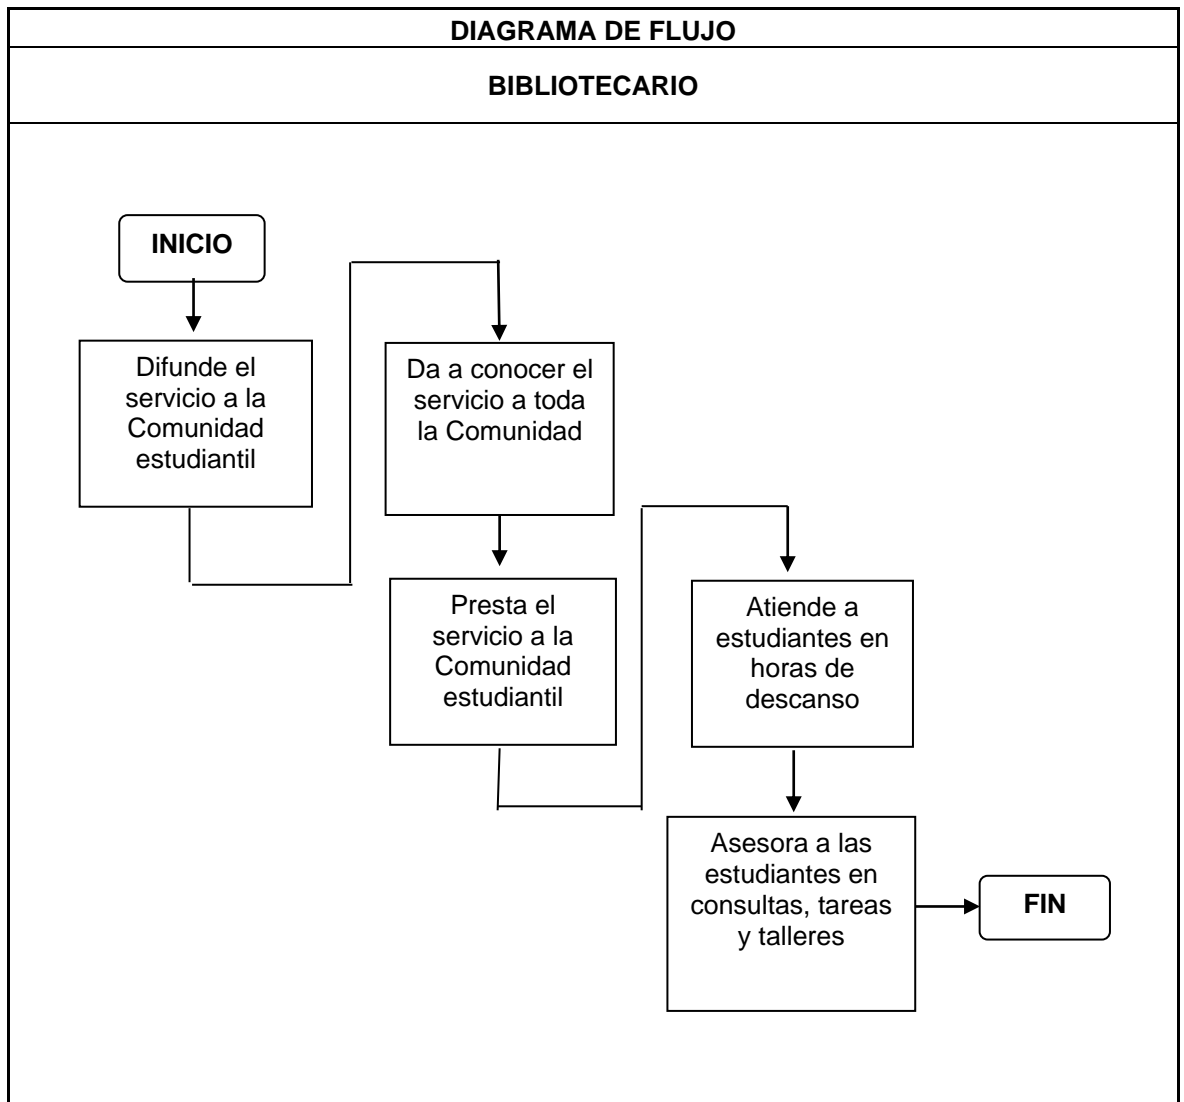 DIAGRAMA DE FLUJO
BIBLIOTECARIO
INICIO
Difunde el
servicio a la
Comunidad
estudiantil
Da a conocer el
servicio a toda
la Comunidad
Presta el
servicio a la
Comunidad
estudiantil
Atiende a
estudiantes en
horas de
descanso
Asesora a las
estudiantes en
consultas, tareas
y talleres
FIN